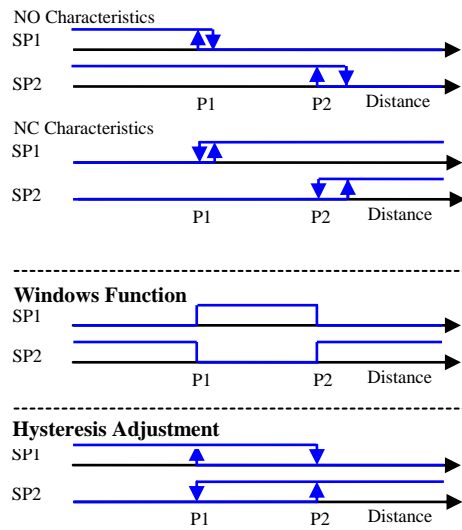 NO Characteristics
SP1
SP2
P1 P2 Distance
NC Characteristics
SP1
SP2
P1 P2 Distance
Windows Function
SP1
SP2
P1 P2 Distance
Hysteresis Adjustment
SP1
SP2
P1 P2 Distance